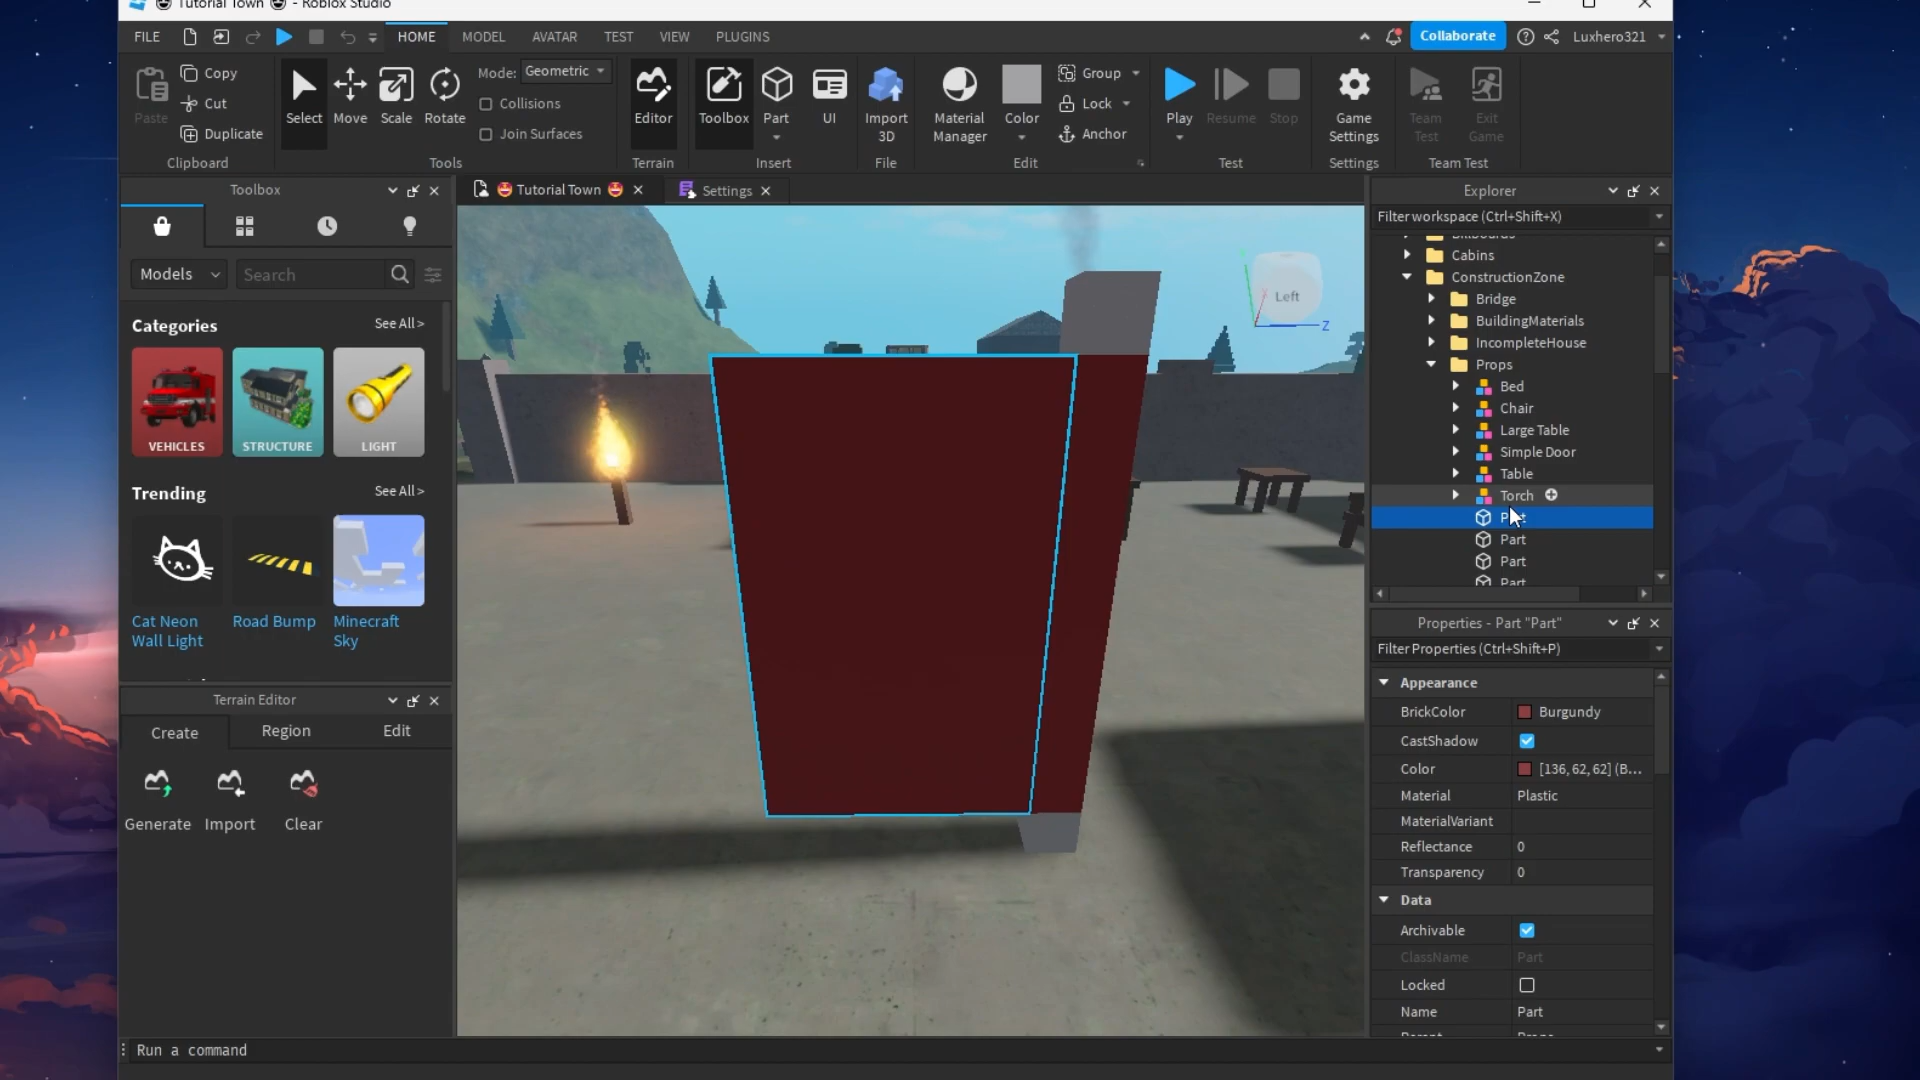 Tutorial Town - Roblox Studio
FILE HOME MODEL AVATAR TEST VIEW PLUGINS Collaborate Luxhero321
Paste Copy Cut Duplicate Clipboard
Select Move Scale Rotate Mode: Geometric Collisions Join Surfaces Tools
Editor Terrain
Toolbox Part UI Insert
Import 3D File
Material Manager Color Group Lock Anchor Edit
Play Resume Stop Test
Game Settings Settings
Team Test Exit Game Team Test
Toolbox
Tutorial Town
Settings
Models Search
Categories See All >
VEHICLES STRUCTURE LIGHT
Trending See All >
Cat Neon Wall Light
Road Bump
Minecraft Sky
Terrain Editor
Create Region Edit
Generate Import Clear
Left
Z
Explorer
Filter workspace (Ctrl+Shift+X)
Billboards
Cabins
ConstructionZone
Bridge
BuildingMaterials
IncompleteHouse
Props
Bed
Chair
Large Table
Simple Door
Table
Torch
Part
Part
Part
Part
Properties - Part "Part"
Filter Properties (Ctrl+Shift+P)
Appearance
BrickColor Burgundy
CastShadow
Color [136, 62, 62] (B...
Material Plastic
MaterialVariant
Reflectance 0
Transparency 0
Data
Archivable
ClassName Part
Locked
Name Part
Parent Props
Run a command